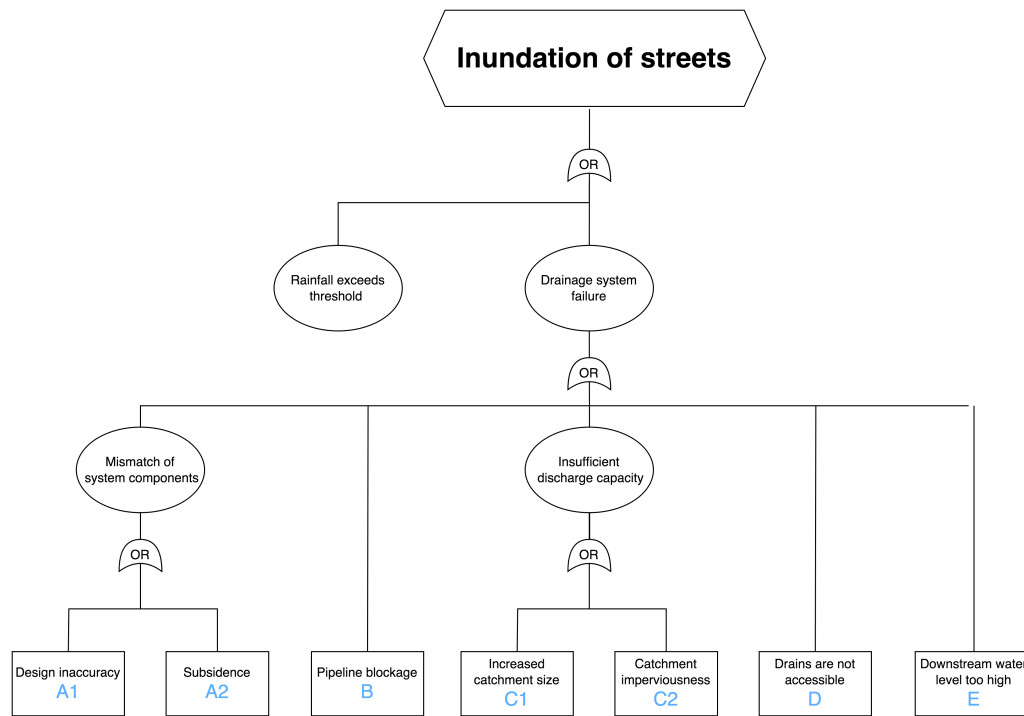 Inundation of streets
OR
Rainfall exceeds
threshold
Drainage system
failure
OR
Mismatch of
system components
Insufficient
discharge capacity
OR
OR
Design inaccuracy
A1
Subsidence
A2
Pipeline blockage
B
Increased
catchment size
C1
Catchment
imperviousness
C2
Drains are not
accessible
D
Downstream water
level too high
E